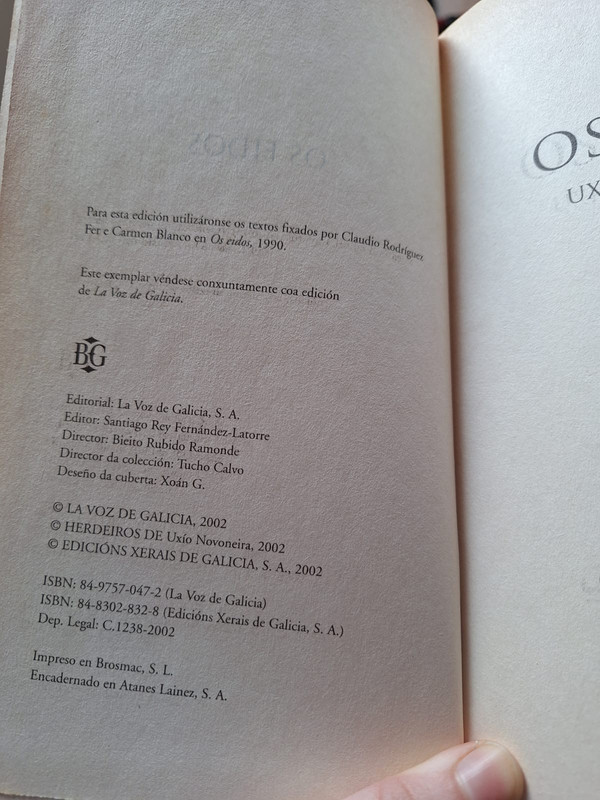 Para esta edición utilizáronse os textos fixados por Claudio Rodríguez
Fer e Carmen Blanco en Os eidos, 1990.
Este exemplar véndese conxuntamente coa edición
de La Voz de Galicia.
BG
Editorial: La Voz de Galicia, S. A.
Editor: Santiago Rey Fernández-Latorre
Director: Bieito Rubido Ramonde
Director da colección: Tucho Calvo
Deseño da cuberta: Xoán G.
© LA VOZ DE GALICIA, 2002
© HERDEIROS DE Uxío Novoneira, 2002
© EDICIÓNS XERAIS DE GALICIA, S. A., 2002
ISBN: 84-9757-047-2 (La Voz de Galicia)
ISBN: 84-8302-832-8 (Edicións Xerais de Galicia, S. A.)
Dep. Legal: C.1238-2002
Impreso en Brosmac, S. L.
Encadernado en Atanes Lainez, S. A.
OS
UX